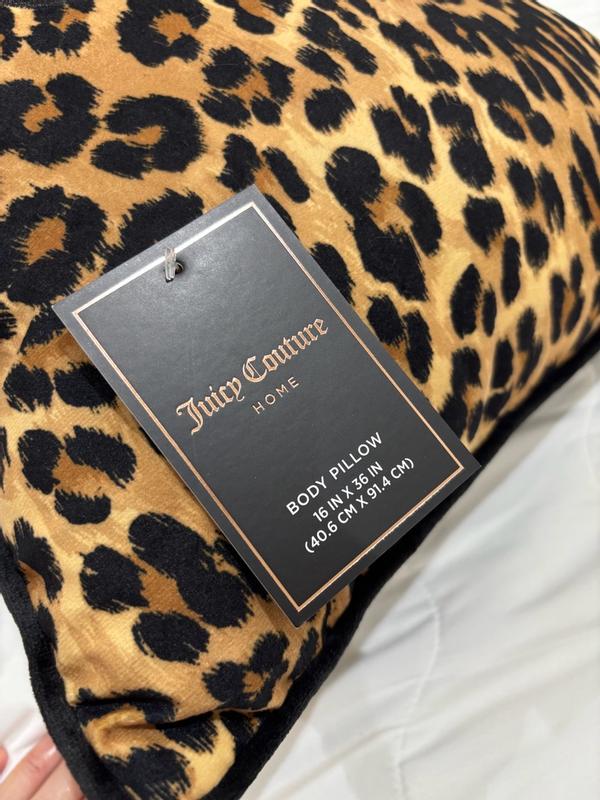 Juicy Couture
HOME
BODY PILLOW
16 IN X 36 IN
(40.6 CM X 91.4 CM)